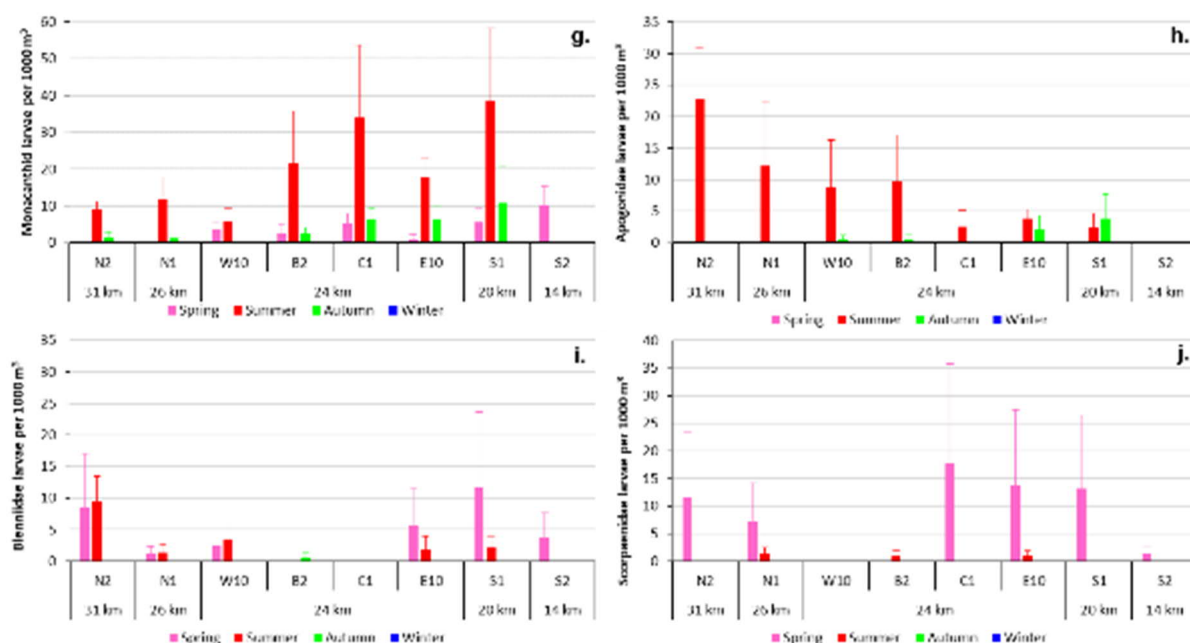 g.
Monacanthid larvae per 1000 m³
60
50
40
30
20
10
0
N2 N1 W10 B2 C1 E10 S1 S2
31 km 26 km 24 km 20 km 14 km
Spring Summer Autumn Winter
h.
Apogonidae larvae per 1000 m³
35
30
25
20
15
10
5
0
N2 N1 W10 B2 C1 E10 S1 S2
31 km 26 km 24 km 20 km 14 km
Spring Summer Autumn Winter
i.
Blenniidae larvae per 1000 m³
35
30
25
20
15
10
5
0
N2 N1 W10 B2 C1 E10 S1 S2
31 km 26 km 24 km 20 km 14 km
Spring Summer Autumn Winter
j.
Scorpaenidae larvae per 1000 m³
40
35
30
25
20
15
10
5
0
N2 N1 W10 B2 C1 E10 S1 S2
31 km 26 km 24 km 20 km 14 km
Spring Summer Autumn Winter